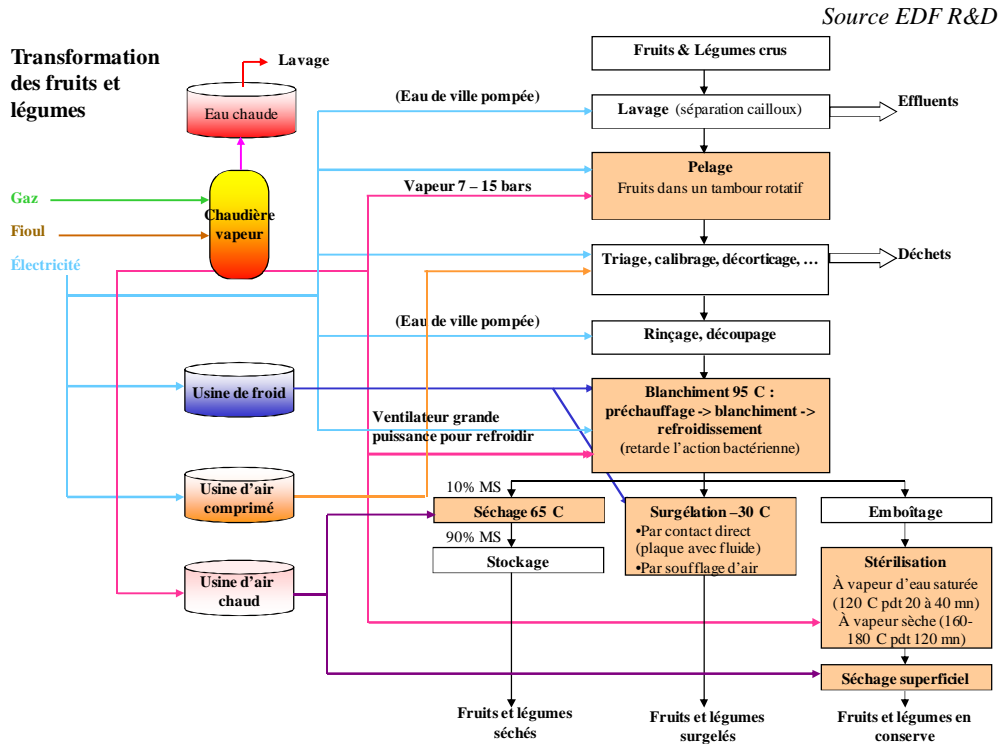 Source EDF R&D
Transformation
des fruits et
légumes
Lavage
Eau chaude
Gaz
Fioul
Électricité
Chaudière
vapeur
Usine de froid
Usine d’air
comprimé
Usine d’air
chaud
(Eau de ville pompée)
Vapeur 7 – 15 bars
(Eau de ville pompée)
Ventilateur grande
puissance pour refroidir
Fruits & Légumes crus
Lavage (séparation cailloux)
Effluents
Pelage
Fruits dans un tambour rotatif
Triage, calibrage, décorticage, …
Déchets
Rinçage, découpage
Blanchiment 95 C :
préchauffage -> blanchiment ->
refroidissement
(retarde l’action bactérienne)
10% MS
Séchage 65 C
90% MS
Stockage
Surgélation –30 C
•Par contact direct
(plaque avec fluide)
•Par soufflage d’air
Emboîtage
Stérilisation
À vapeur d’eau saturée
(120 C pdt 20 à 40 mn)
À vapeur sèche (160-
180 C pdt 120 mn)
Séchage superficiel
Fruits et légumes
séchés
Fruits et légumes
surgelés
Fruits et légumes en
conserve